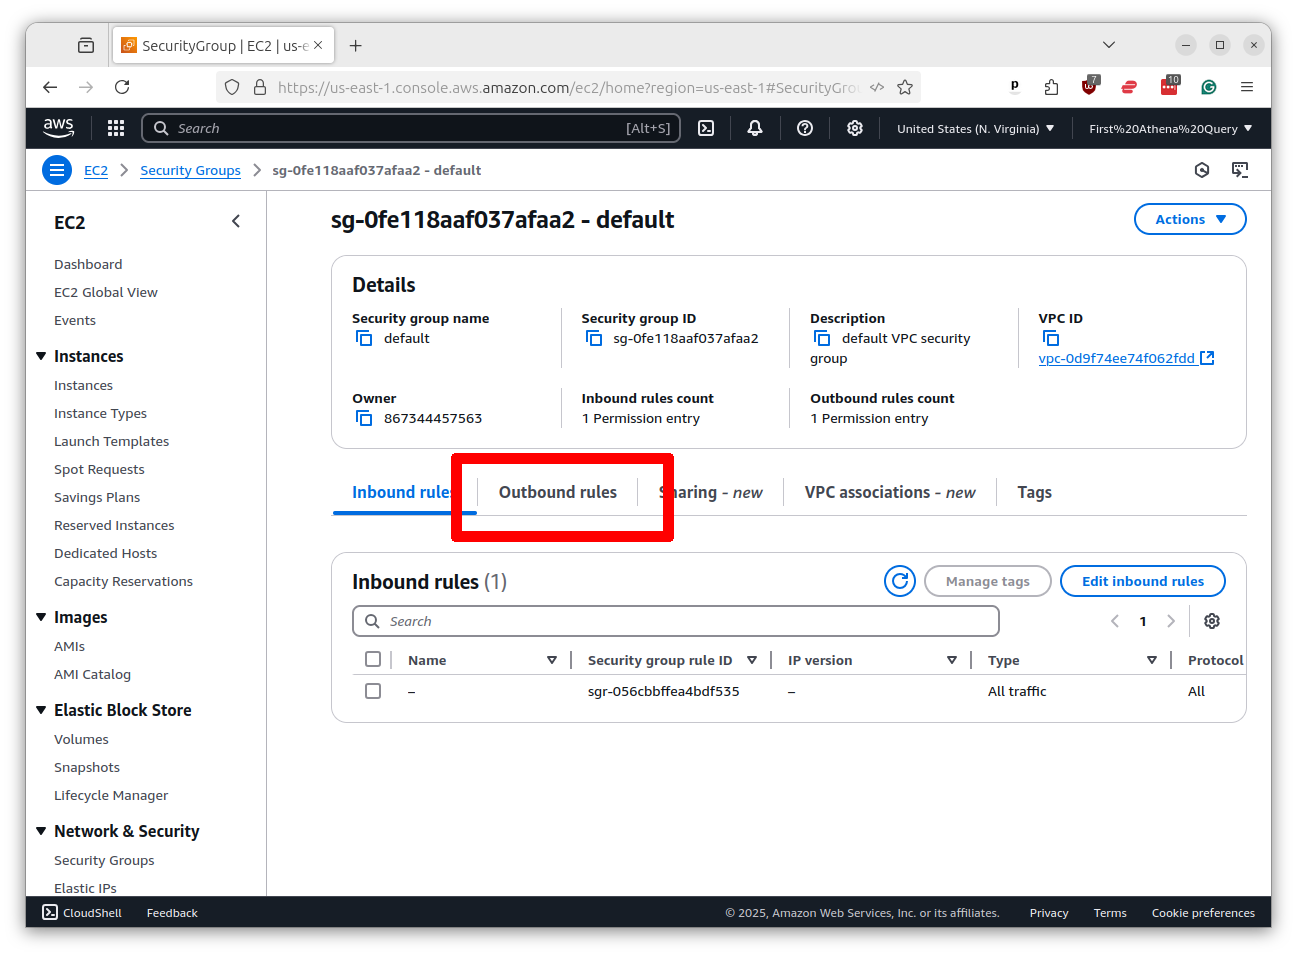 SecurityGroup | EC2 | us-e
https://us-east-1.console.aws.amazon.com/ec2/home?region=us-east-1#SecurityGrou
7
10
aws
Search
[Alt+S]
United States (N. Virginia)
First%20Athena%20Query
EC2
Security Groups
sg-0fe118aaf037afaa2 - default
EC2
Dashboard
EC2 Global View
Events
Instances
Instances
Instance Types
Launch Templates
Spot Requests
Savings Plans
Reserved Instances
Dedicated Hosts
Capacity Reservations
Images
AMIs
AMI Catalog
Elastic Block Store
Volumes
Snapshots
Lifecycle Manager
Network & Security
Security Groups
Elastic IPs
sg-0fe118aaf037afaa2 - default
Actions
Details
Security group name
default
Security group ID
sg-0fe118aaf037afaa2
Description
default VPC security
group
VPC ID
vpc-0d9f74ee74f062fdd
Owner
867344457563
Inbound rules count
1 Permission entry
Outbound rules count
1 Permission entry
Inbound rules
Outbound rules
Sharing - new
VPC associations - new
Tags
Inbound rules (1)
Manage tags
Edit inbound rules
Search
1
Name
Security group rule ID
IP version
Type
Protocol
–
sgr-056cbbffea4bdf535
–
All traffic
All
CloudShell
Feedback
© 2025, Amazon Web Services, Inc. or its affiliates.
Privacy
Terms
Cookie preferences